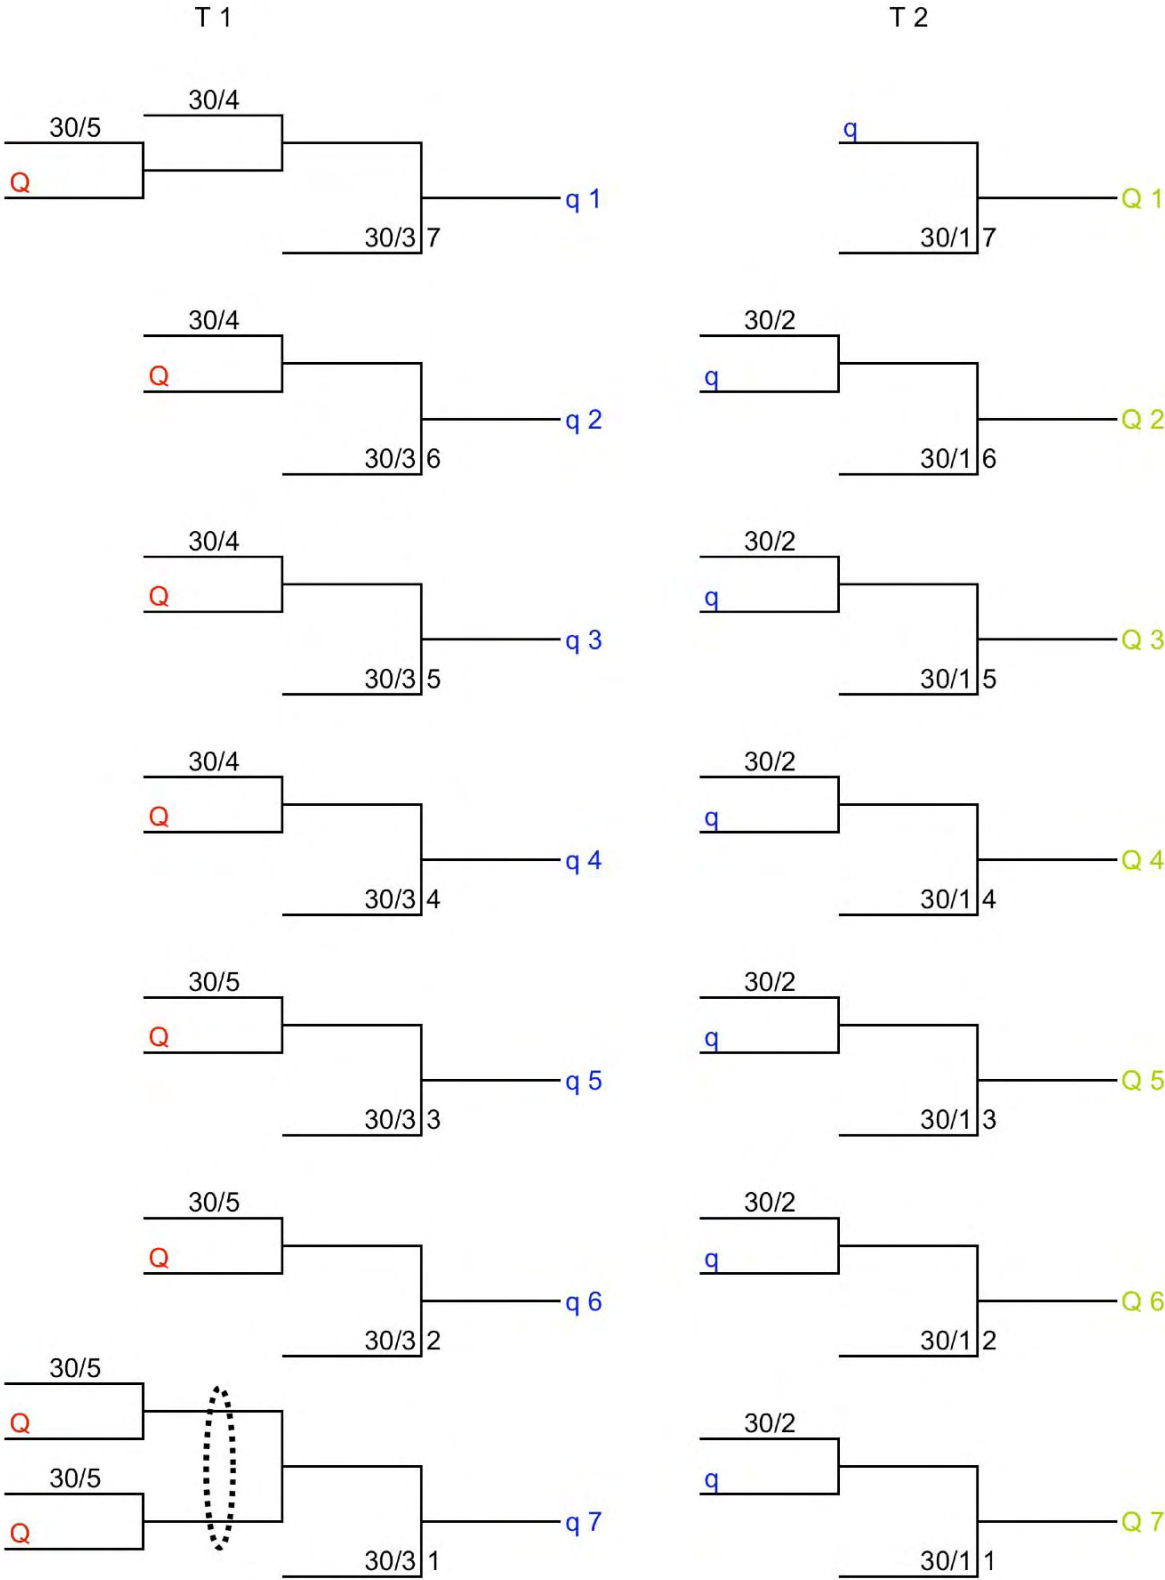 T 1 T 2
30/4
30/5 q
Q q 1 Q 1
30/3 7 30/1 7
30/4 30/2
Q q
q 2 Q 2
30/3 6 30/1 6
30/4 30/2
Q q
q 3 Q 3
30/3 5 30/1 5
30/4 30/2
Q q
q 4 Q 4
30/3 4 30/1 4
30/5 30/2
Q q
q 5 Q 5
30/3 3 30/1 3
30/5 30/2
Q q
q 6 Q 6
30/3 2 30/1 2
30/5
Q 30/2
30/5 q
Q q 7 Q 7
30/3 1 30/1 1